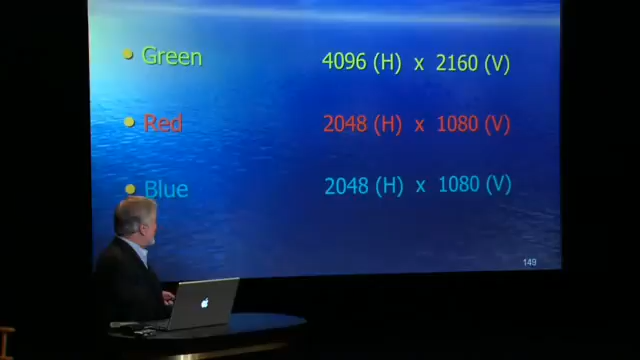 Green 4096 (H) x 2160 (V)
Red 2048 (H) x 1080 (V)
Blue 2048 (H) x 1080 (V)
149